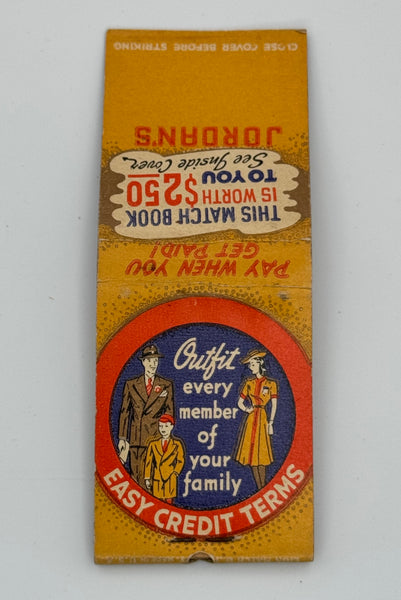 CLOSE COVER BEFORE STRIKING
JORDAN'S
THIS MATCH BOOK
IS WORTH $2.50
TO YOU
See Inside Cover
PAY WHEN YOU
GET PAID!
Outfit
every
member
of
your
family
EASY CREDIT TERMS